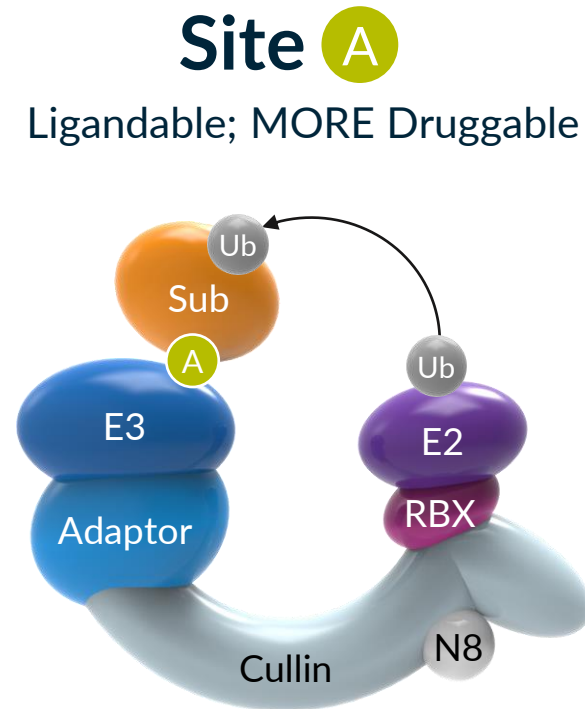 Site A
Ligandable; MORE Druggable
Ub
Sub
A
Ub
E3
E2
RBX
Adaptor
N8
Cullin